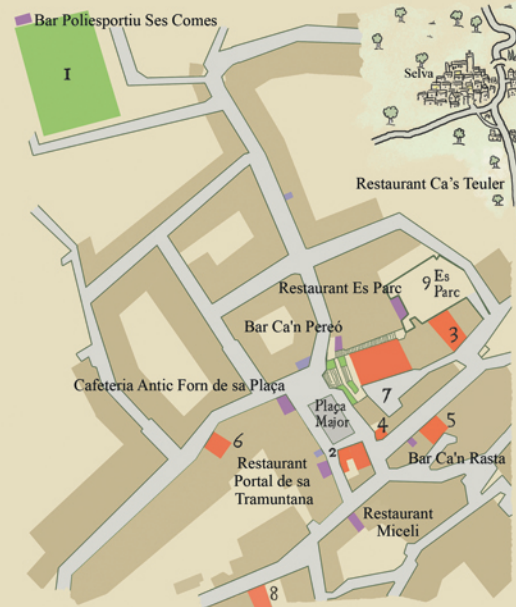 Bar Poliesportiu Ses Comes
1
Selva
Restaurant Ca's Teuler
Restaurant Es Parc
9 Es
Parc
3
Bar Ca'n Pereó
Cafeteria Antic Forn de sa Plaça
7
Plaça
Major
4
5
6
2
Restaurant
Portal de sa
Tramuntana
Bar Ca'n Rasta
Restaurant
Miceli
8